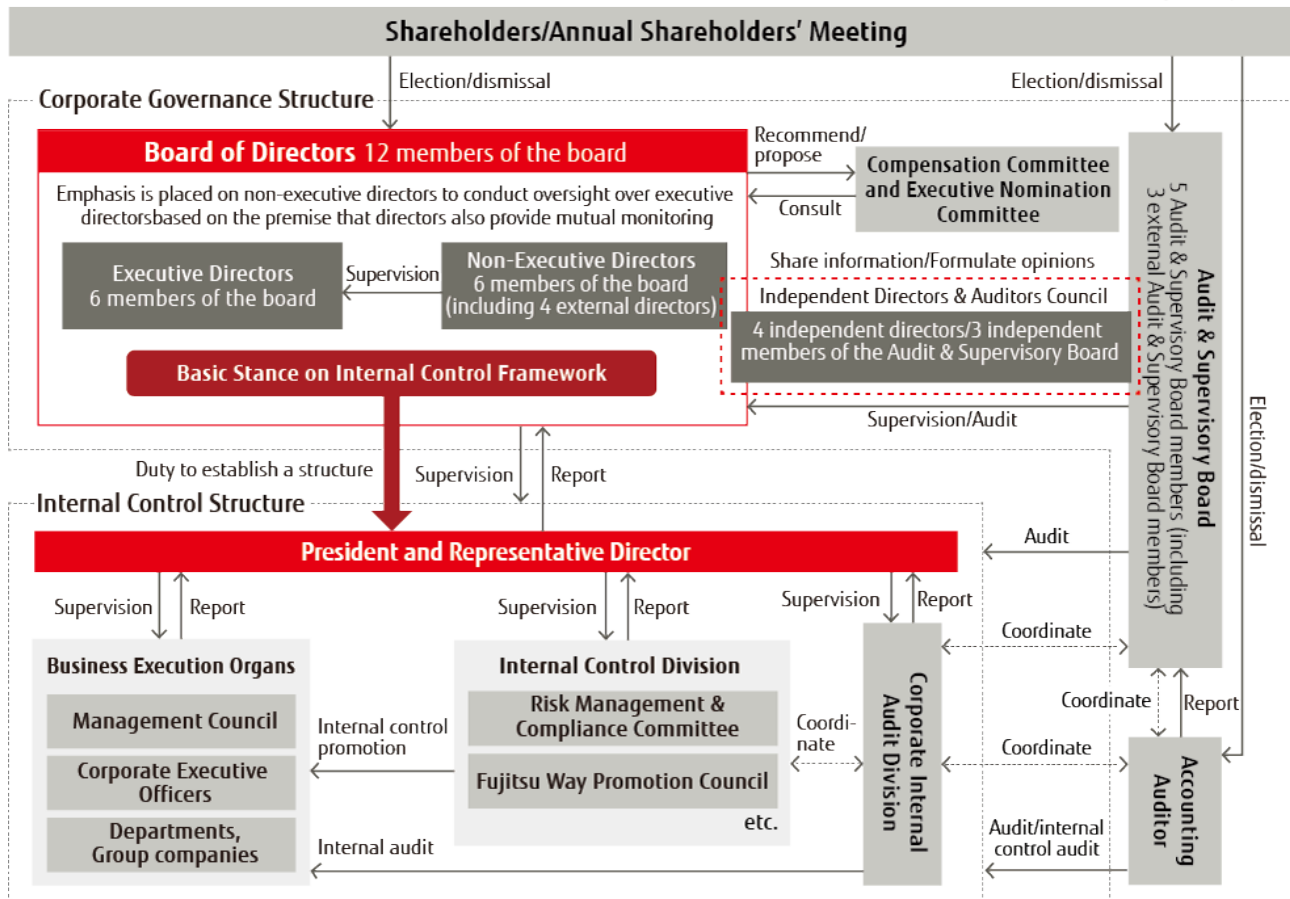 Shareholders/Annual Shareholders' Meeting
Election/dismissal
Election/dismissal
Corporate Governance Structure
Board of Directors 12 members of the board
Emphasis is placed on non-executive directors to conduct oversight over executive
directorsbased on the premise that directors also provide mutual monitoring
Executive Directors
6 members of the board
Supervision
Non-Executive Directors
6 members of the board
(including 4 external directors)
Basic Stance on Internal Control Framework
Recommend/
propose
Consult
Compensation Committee
and Executive Nomination
Committee
Share information/Formulate opinions
Independent Directors & Auditors Council
4 independent directors/3 independent
members of the Audit & Supervisory Board
Supervision/Audit
Audit & Supervisory Board
5 Audit & Supervisory Board members (including
3 external Audit & Supervisory Board members)
Election/dismissal
Duty to establish a structure
Supervision
Report
Internal Control Structure
President and Representative Director
Audit
Supervision
Report
Supervision
Report
Supervision
Report
Business Execution Organs
Management Council
Corporate Executive
Officers
Departments,
Group companies
Internal control
promotion
Internal audit
Internal Control Division
Risk Management &
Compliance Committee
Fujitsu Way Promotion Council
etc.
Coordi-
nate
Corporate Internal
Audit Division
Coordinate
Coordinate
Coordinate
Report
Audit/internal
control audit
Accounting
Auditor